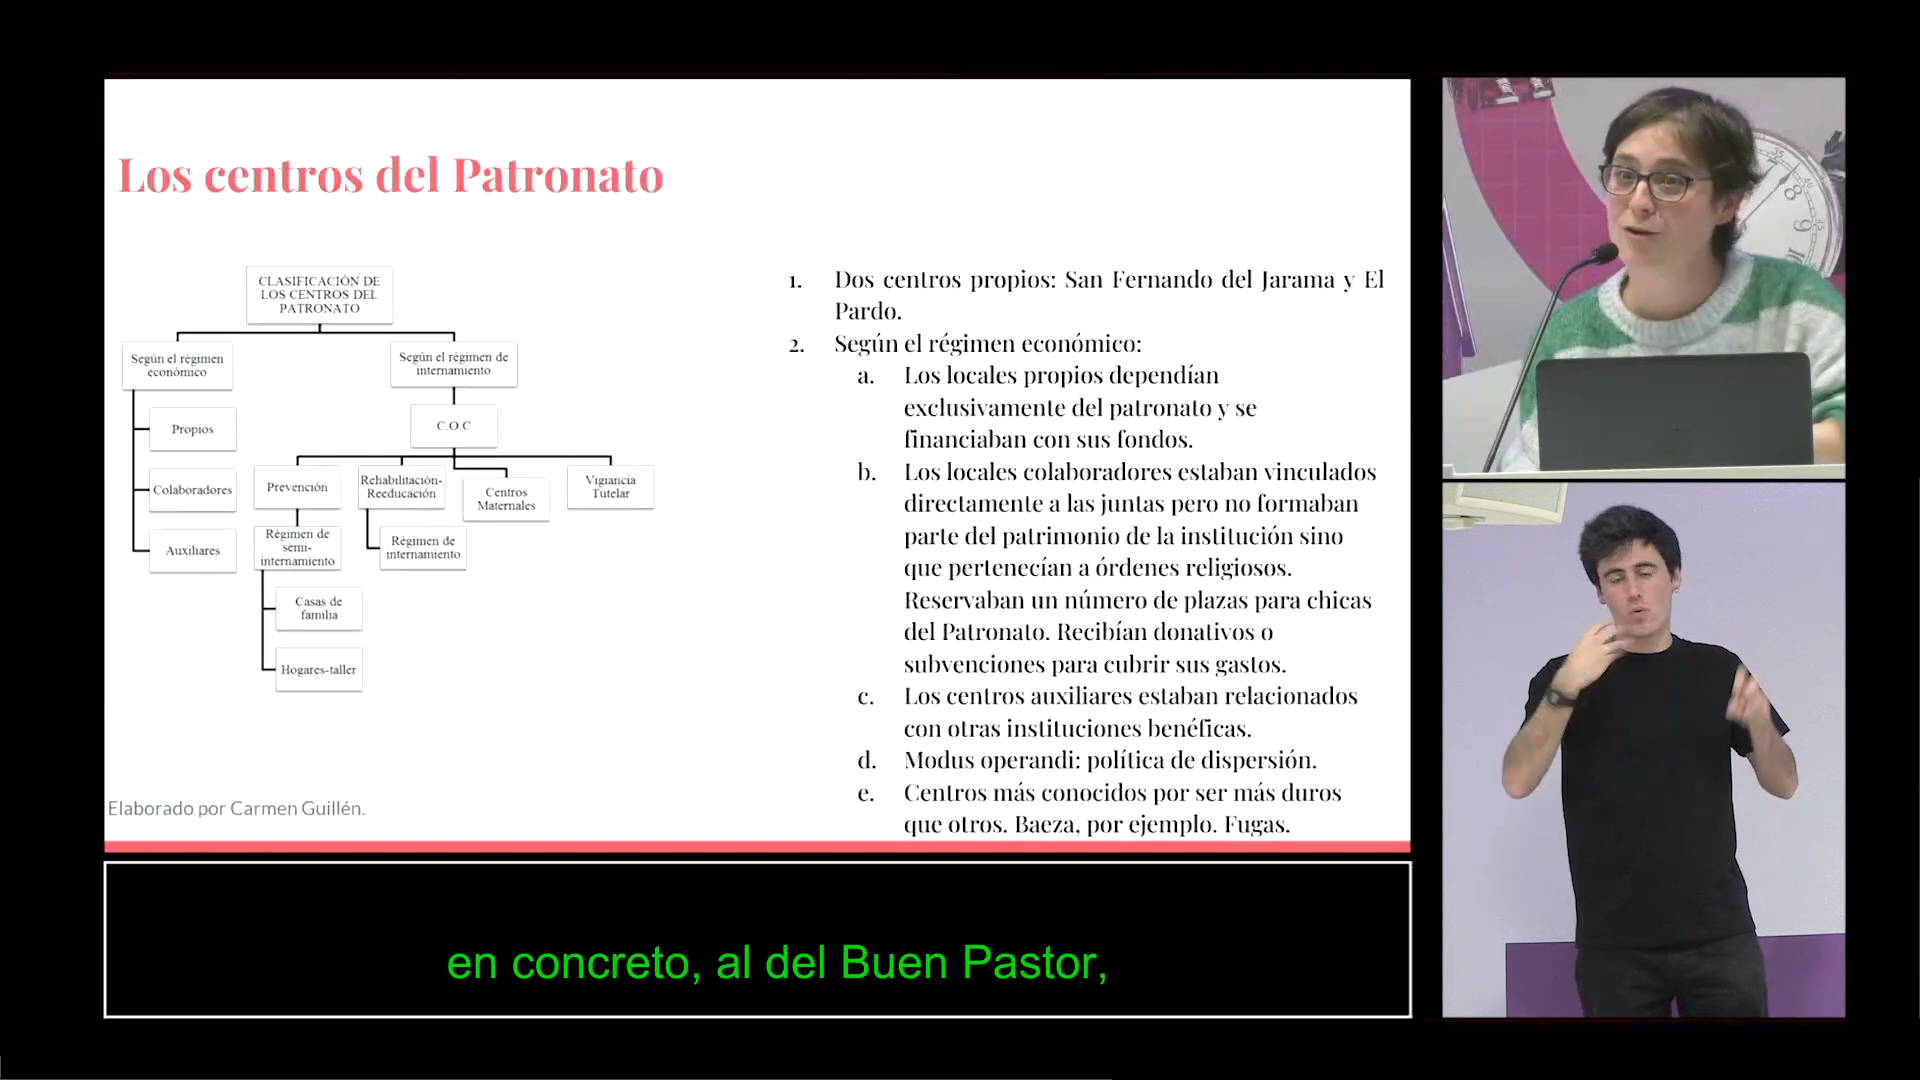 Los centros del Patronato
CLASIFICACIÓN DE
LOS CENTROS DEL
PATRONATO
Según el régimen
económico
Según el régimen de
internamiento
Propios
C.O.C
Colaboradores
Prevención
Rehabilitación-
Reeducación
Centros
Maternales
Vigiancia
Tutelar
Auxiliares
Régimen de
semi-
internamiento
Régimen de
internamiento
Casas de
familia
Hogares-taller
Elaborado por Carmen Guillén.
1. Dos centros propios: San Fernando del Jarama y El
Pardo.
2. Según el régimen económico:
a. Los locales propios dependían
exclusivamente del patronato y se
financiaban con sus fondos.
b. Los locales colaboradores estaban vinculados
directamente a las juntas pero no formaban
parte del patrimonio de la institución sino
que pertenecían a órdenes religiosos.
Reservaban un número de plazas para chicas
del Patronato. Recibían donativos o
subvenciones para cubrir sus gastos.
c. Los centros auxiliares estaban relacionados
con otras instituciones benéficas.
d. Modus operandi: política de dispersión.
e. Centros más conocidos por ser más duros
que otros. Baeza, por ejemplo. Fugas.
en concreto, al del Buen Pastor,